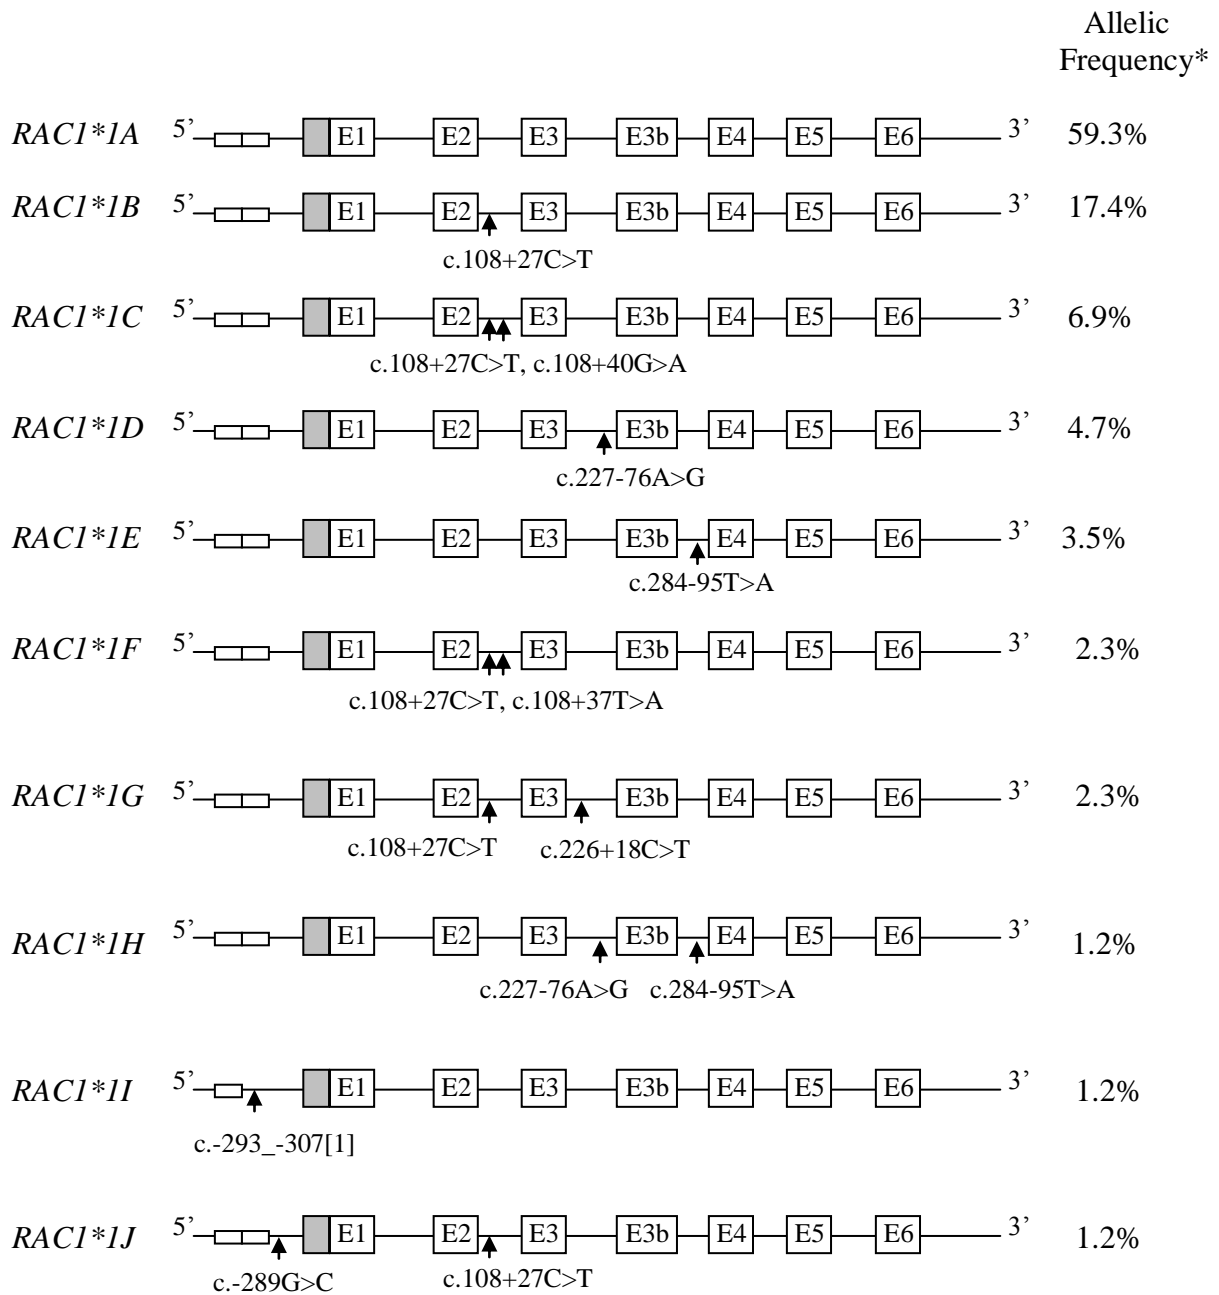 Allelic
Frequency*
RAC1*1A 5’ E1 E2 E3 E3b E4 E5 E6 3’ 59.3%
RAC1*1B 5’ E1 E2 E3 E3b E4 E5 E6 3’ 17.4%
c.108+27C>T
RAC1*1C 5’ E1 E2 E3 E3b E4 E5 E6 3’ 6.9%
c.108+27C>T, c.108+40G>A
RAC1*1D 5’ E1 E2 E3 E3b E4 E5 E6 3’ 4.7%
c.227-76A>G
RAC1*1E 5’ E1 E2 E3 E3b E4 E5 E6 3’ 3.5%
c.284-95T>A
RAC1*1F 5’ E1 E2 E3 E3b E4 E5 E6 3’ 2.3%
c.108+27C>T, c.108+37T>A
RAC1*1G 5’ E1 E2 E3 E3b E4 E5 E6 3’ 2.3%
c.108+27C>T c.226+18C>T
RAC1*1H 5’ E1 E2 E3 E3b E4 E5 E6 3’ 1.2%
c.227-76A>G c.284-95T>A
RAC1*1I 5’ E1 E2 E3 E3b E4 E5 E6 3’ 1.2%
c.-293_-307[1]
RAC1*1J 5’ E1 E2 E3 E3b E4 E5 E6 3’ 1.2%
c.-289G>C c.108+27C>T